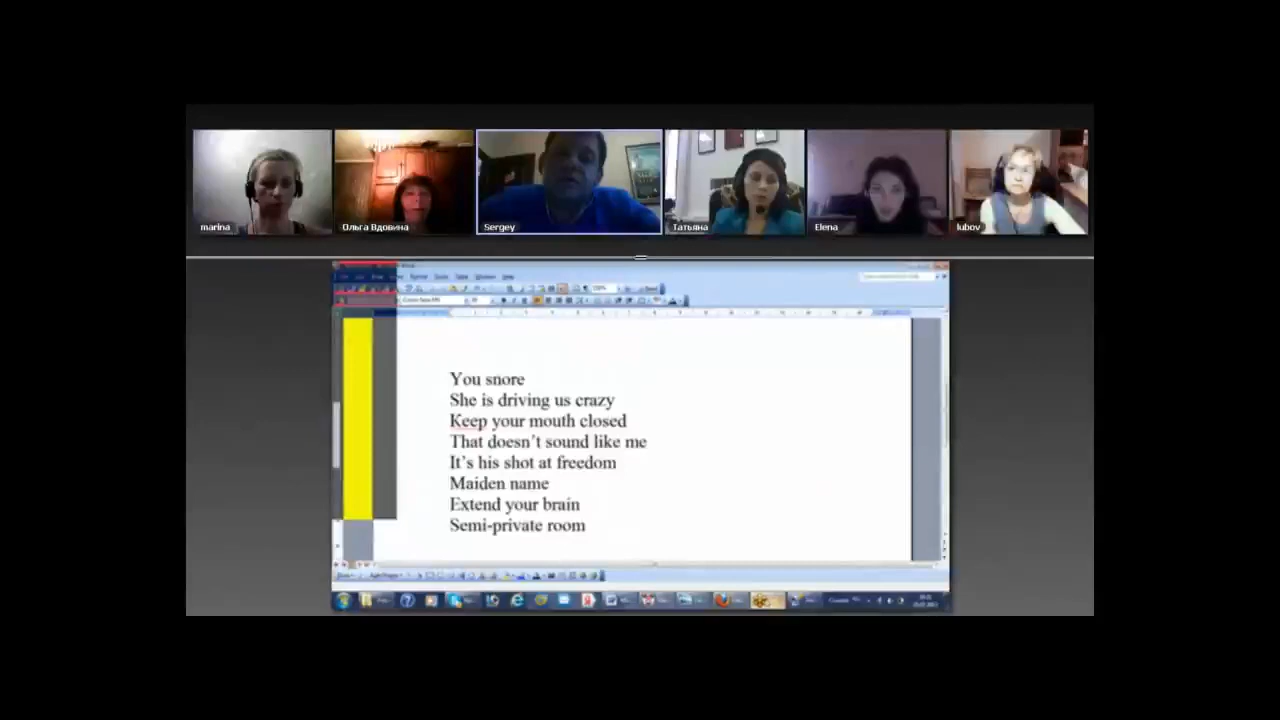 marina
Ольга Вдовина
Sergey
Татьяна
Elena
lubov
You snore
She is driving us crazy
Keep your mouth closed
That doesn't sound like me
It's his shot at freedom
Maiden name
Extend your brain
Semi-private room